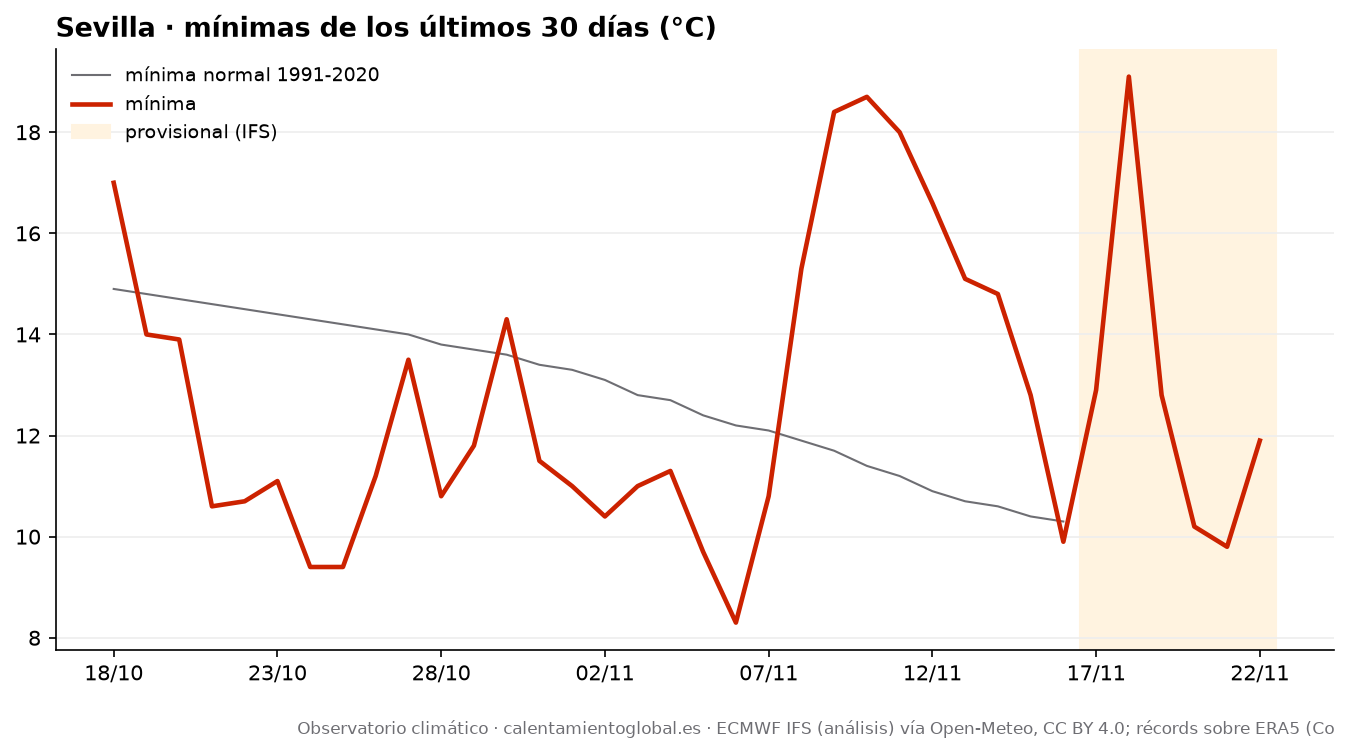 Sevilla · mínimas de los últimos 30 días (°C)
mínima normal 1991-2020
mínima
provisional (IFS)
18
16
14
12
10
8
18/10 23/10 28/10 02/11 07/11 12/11 17/11 22/11
Observatorio climático · calentamientoglobal.es · ECMWF IFS (análisis) vía Open-Meteo, CC BY 4.0; récords sobre ERA5 (Co